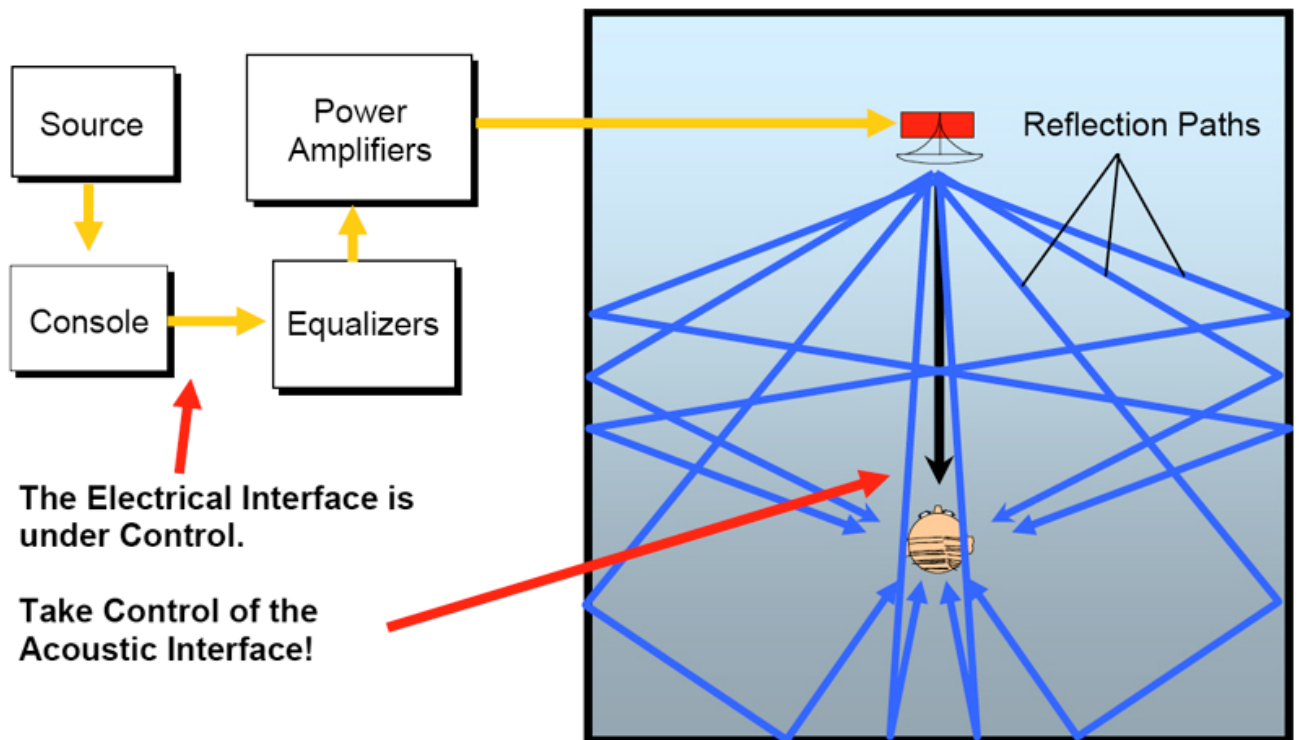 Source
Power
Amplifiers
Reflection Paths
Console
Equalizers
The Electrical Interface is
under Control.
Take Control of the
Acoustic Interface!